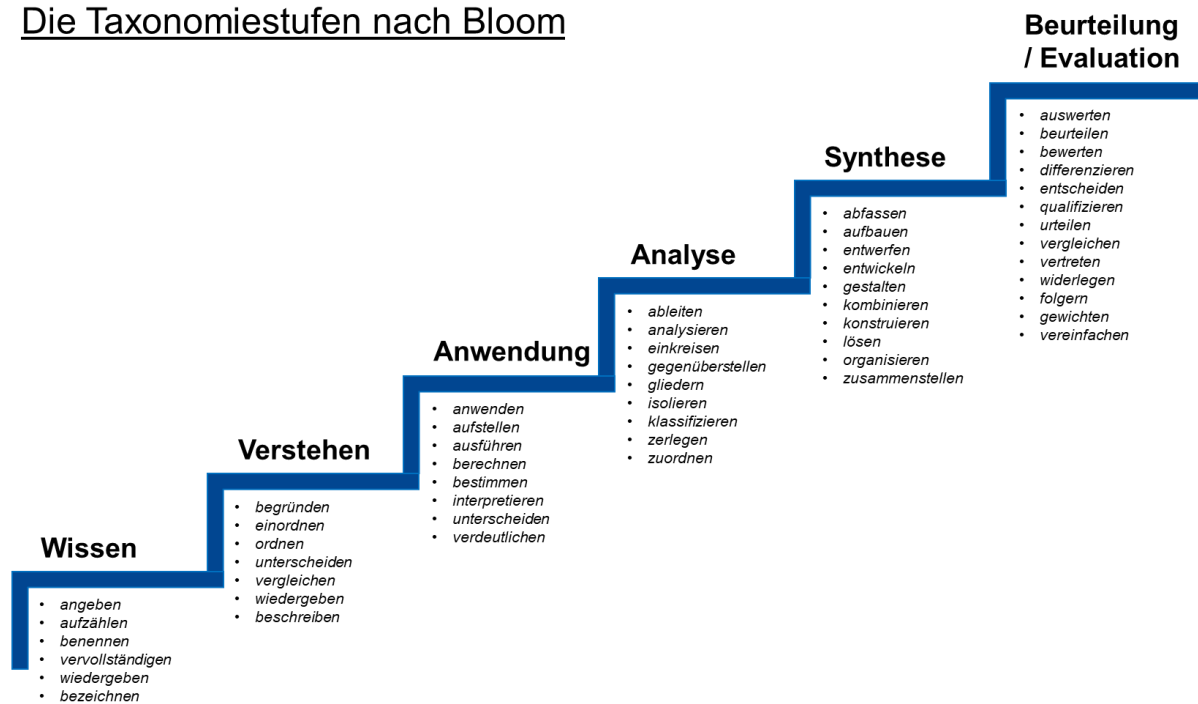 Die Taxonomiestufen nach Bloom
Wissen
• angeben
• aufzählen
• benennen
• vervollständigen
• wiedergeben
• bezeichnen
Verstehen
• begründen
• einordnen
• ordnen
• unterscheiden
• vergleichen
• wiedergeben
• beschreiben
Anwendung
• anwenden
• aufstellen
• ausführen
• berechnen
• bestimmen
• interpretieren
• unterscheiden
• verdeutlichen
Analyse
• ableiten
• analysieren
• einkreisen
• gegenüberstellen
• gliedern
• isolieren
• klassifizieren
• zerlegen
• zuordnen
Synthese
• abfassen
• aufbauen
• entwerfen
• entwickeln
• gestalten
• kombinieren
• konstruieren
• lösen
• organisieren
• zusammenstellen
Beurteilung
/ Evaluation
• auswerten
• beurteilen
• bewerten
• differenzieren
• entscheiden
• qualifizieren
• urteilen
• vergleichen
• vertreten
• widerlegen
• folgern
• gewichten
• vereinfachen